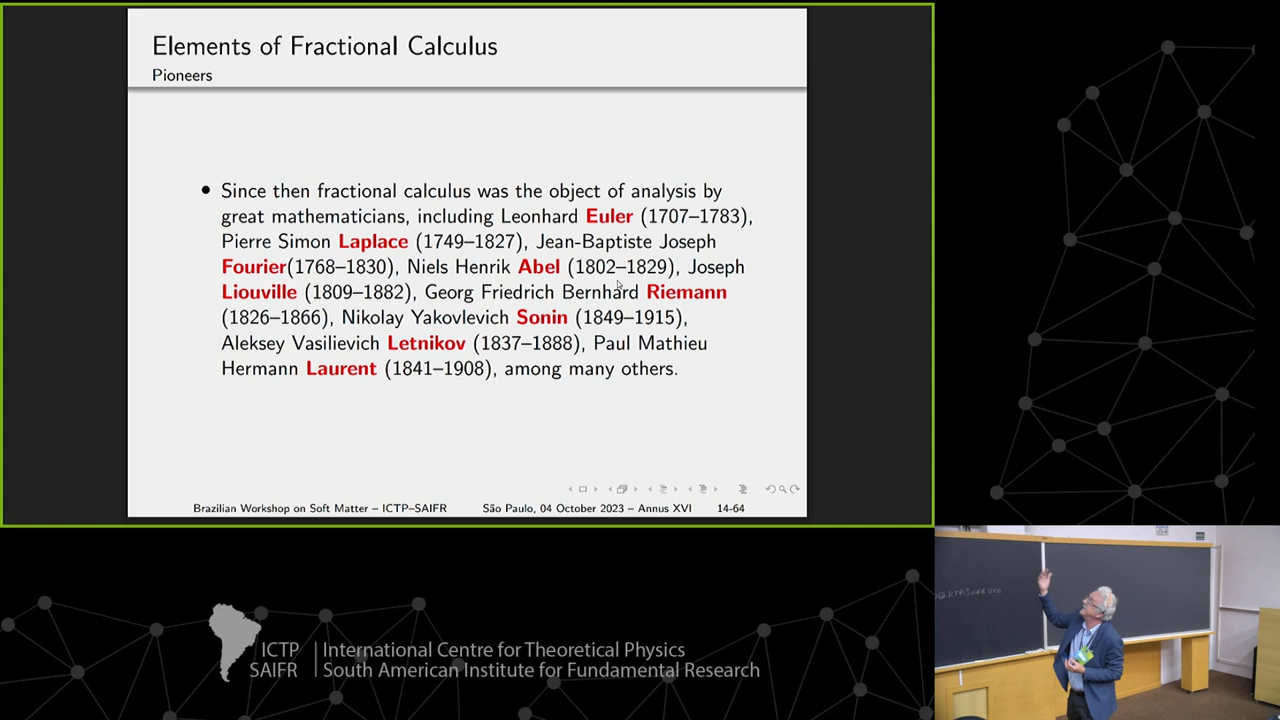 Elements of Fractional Calculus
Pioneers
• Since then fractional calculus was the object of analysis by
great mathematicians, including Leonhard Euler (1707–1783),
Pierre Simon Laplace (1749–1827), Jean-Baptiste Joseph
Fourier(1768–1830), Niels Henrik Abel (1802–1829), Joseph
Liouville (1809–1882), Georg Friedrich Bernhard Riemann
(1826–1866), Nikolay Yakovlevich Sonin (1849–1915),
Aleksey Vasilievich Letnikov (1837–1888), Paul Mathieu
Hermann Laurent (1841–1908), among many others.
Brazilian Workshop on Soft Matter – ICTP–SAIFR São Paulo, 04 October 2023 – Annus XVI 14-64
ICTP
SAIFR
International Centre for Theoretical Physics
South American Institute for Fundamental Research